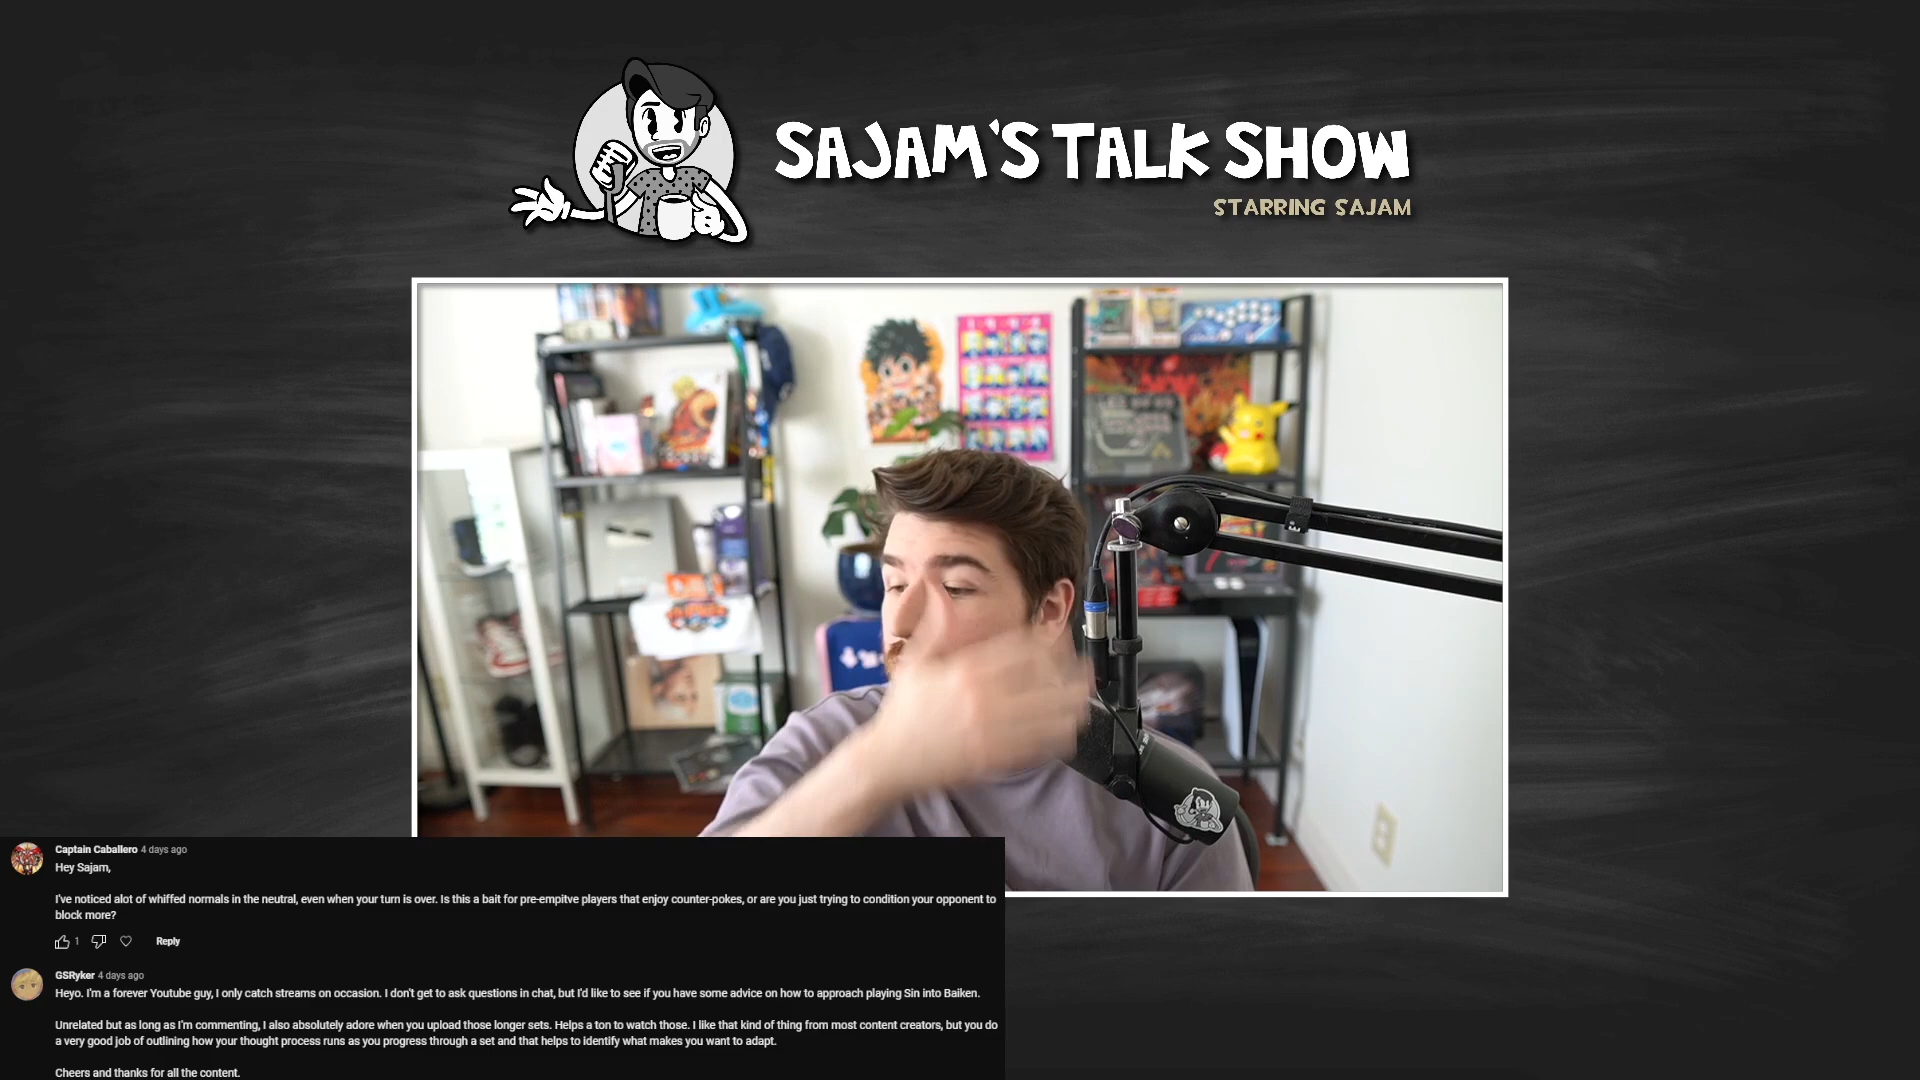 SAJAM'S TALK SHOW
STARRING SAJAM
Captain Caballero 4 days ago
Hey Sajam,
I've noticed alot of whiffed normals in the neutral, even when your turn is over. Is this a bait for pre-empitve players that enjoy counter-pokes, or are you just trying to condition your opponent to
block more?
1 Reply
GSRyker 4 days ago
Heyo. I'm a forever Youtube guy, I only catch streams on occasion. I don't get to ask questions in chat, but I'd like to see if you have some advice on how to approach playing Sin into Baiken.
Unrelated but as long as I'm commenting, I also absolutely adore when you upload those longer sets. Helps a ton to watch those. I like that kind of thing from most content creators, but you do
a very good job of outlining how your thought process runs as you progress through a set and that helps to identify what makes you want to adapt.
Cheers and thanks for all the content.